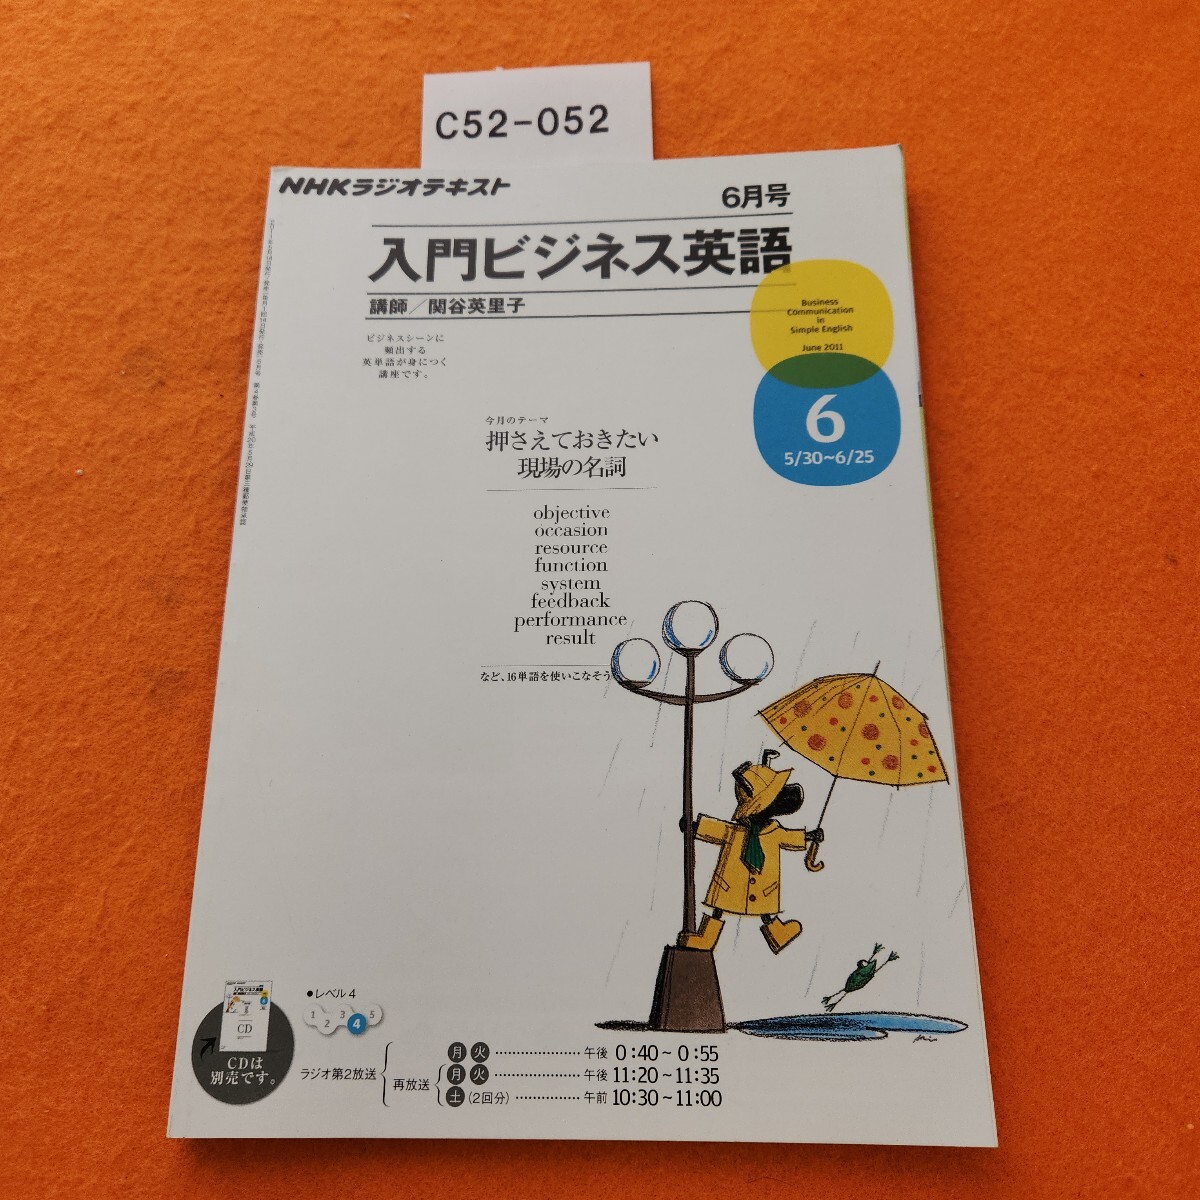 C52-052
NHKラジオテキスト
6月号
入門ビジネス英語
講師／関谷英里子
Business
Communication
in
Simple English
June 2011
6
5/30~6/25
ビジネスシーンに
頻出する
英単語が身につく
講座です。
今月のテーマ
押さえておきたい
現場の名詞
objective
occasion
resource
function
system
feedback
performance
result
など、16単語を使いこなそう
入門ビジネス英語
CD
CDは
別売です。
●レベル4
1 2 3 4 5
ラジオ第2放送
月 火 ………………… 午後 0:40~0:55
再放送
月 火 ………………… 午後 11:20~11:35
土 (2回分) …………… 午前 10:30~11:00